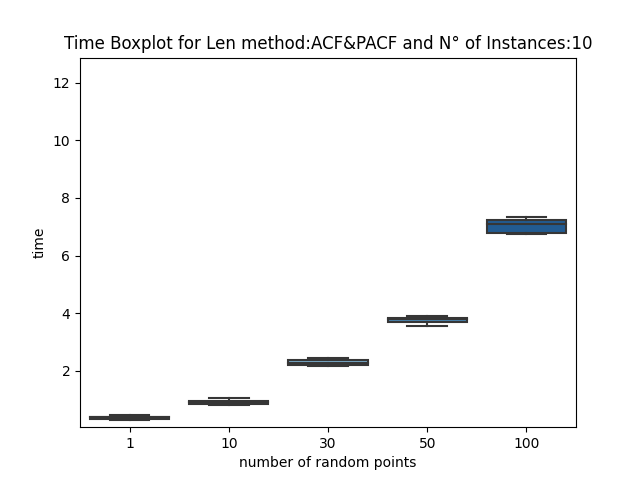 Time Boxplot for Len method:ACF&PACF and N° of Instances:10
12
10
8
6
4
2
time
1 10 30 50 100
number of random points